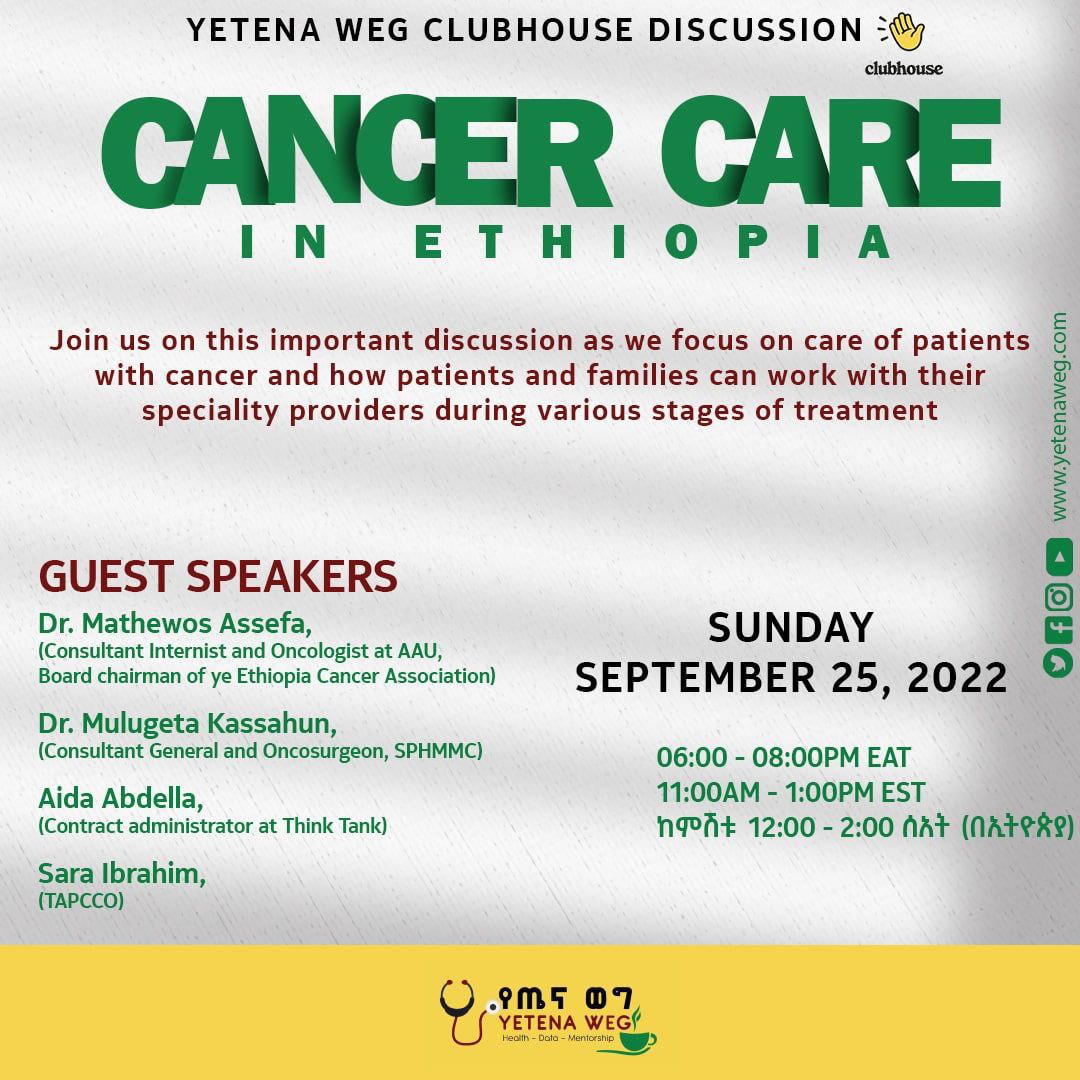 YETENA WEG CLUBHOUSE DISCUSSION
clubhouse
CANCER CARE
IN ETHIOPIA
Join us on this important discussion as we focus on care of patients
with cancer and how patients and families can work with their
speciality providers during various stages of treatment
www.yetenaweg.com
GUEST SPEAKERS
Dr. Mathewos Assefa,
(Consultant Internist and Oncologist at AAU,
Board chairman of ye Ethiopia Cancer Association)
Dr. Mulugeta Kassahun,
(Consultant General and Oncosurgeon, SPHMMC)
Aida Abdella,
(Contract administrator at Think Tank)
Sara Ibrahim,
(TAPCCO)
SUNDAY
SEPTEMBER 25, 2022
06:00 - 08:00PM EAT
11:00AM - 1:00PM EST
ከምሽቱ 12:00 - 2:00 ሰአት (በኢትዮጵያ)
የጤና ወግ
YETENA WEG
Health - Data - Mentorship